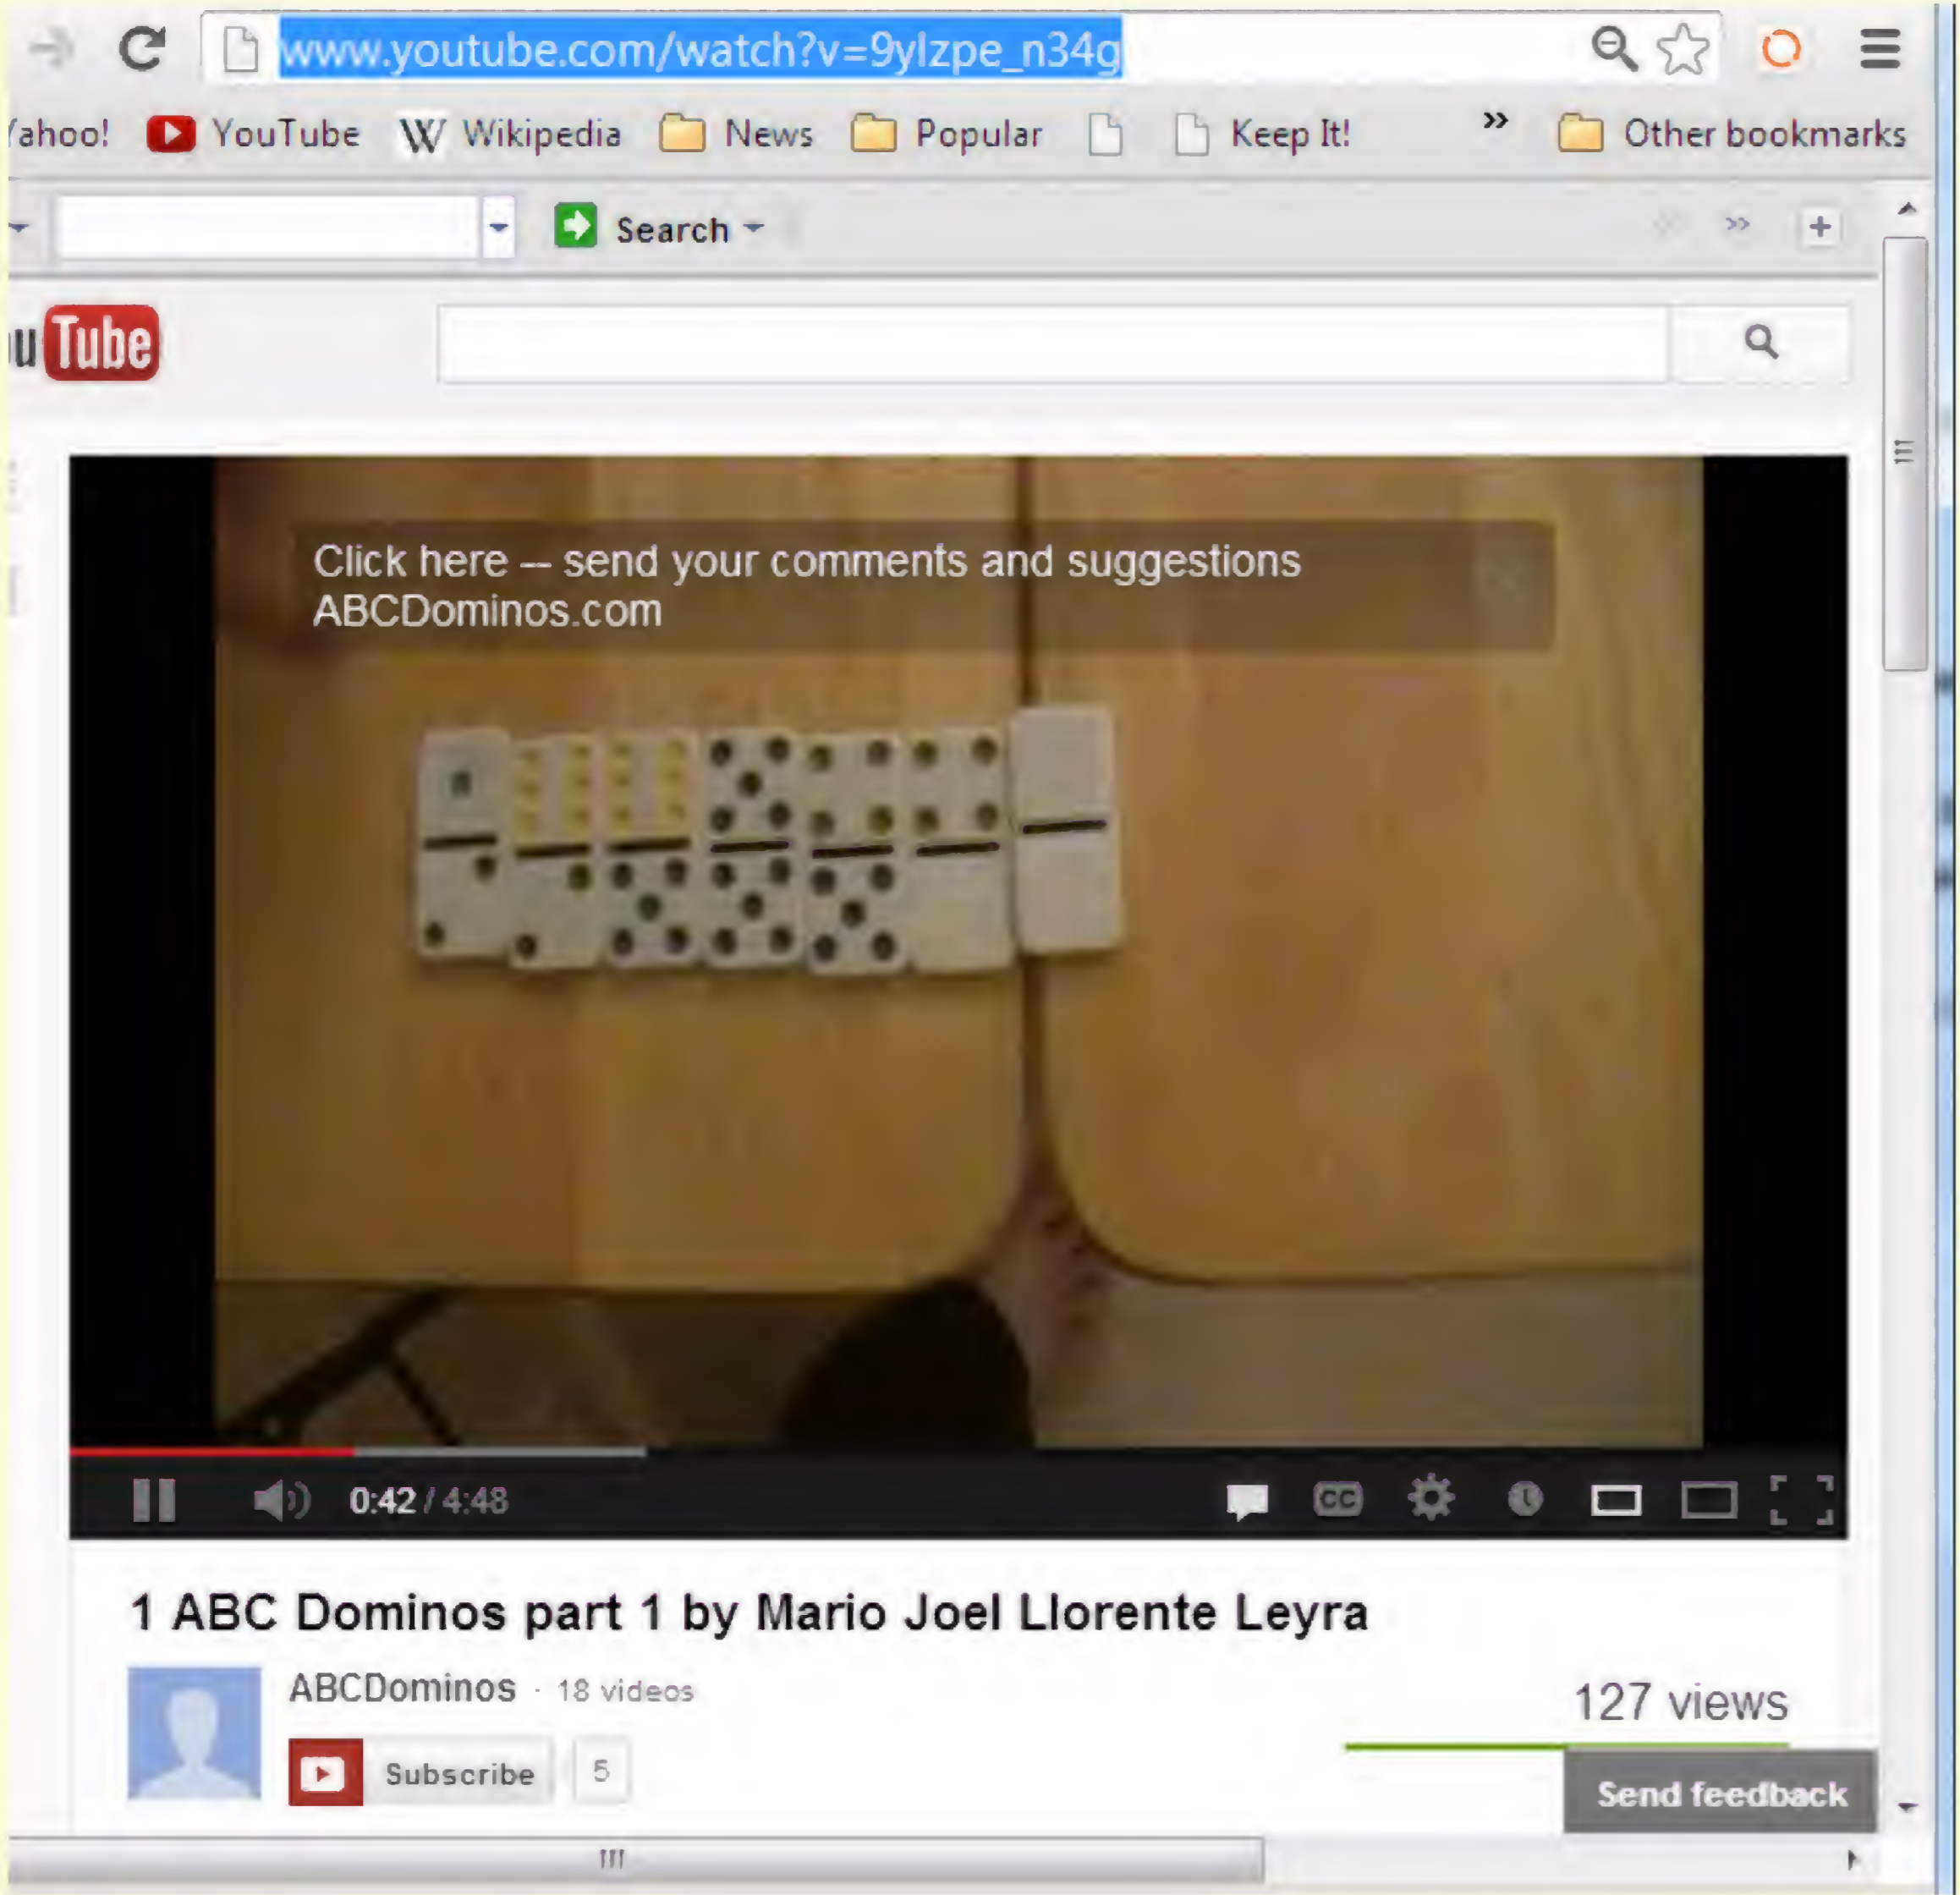 www.youtube.com/watch?v=9ylzpe_n34g
ahoo! YouTube W Wikipedia News Popular Keep It! » Other bookmarks
Search » +
u Tube
Click here -- send your comments and suggestions
ABCDominos.com
0:42 / 4:48 CC
1 ABC Dominos part 1 by Mario Joel Llorente Leyra
ABCDominos · 18 videos
127 views
Subscribe 5
Send feedback